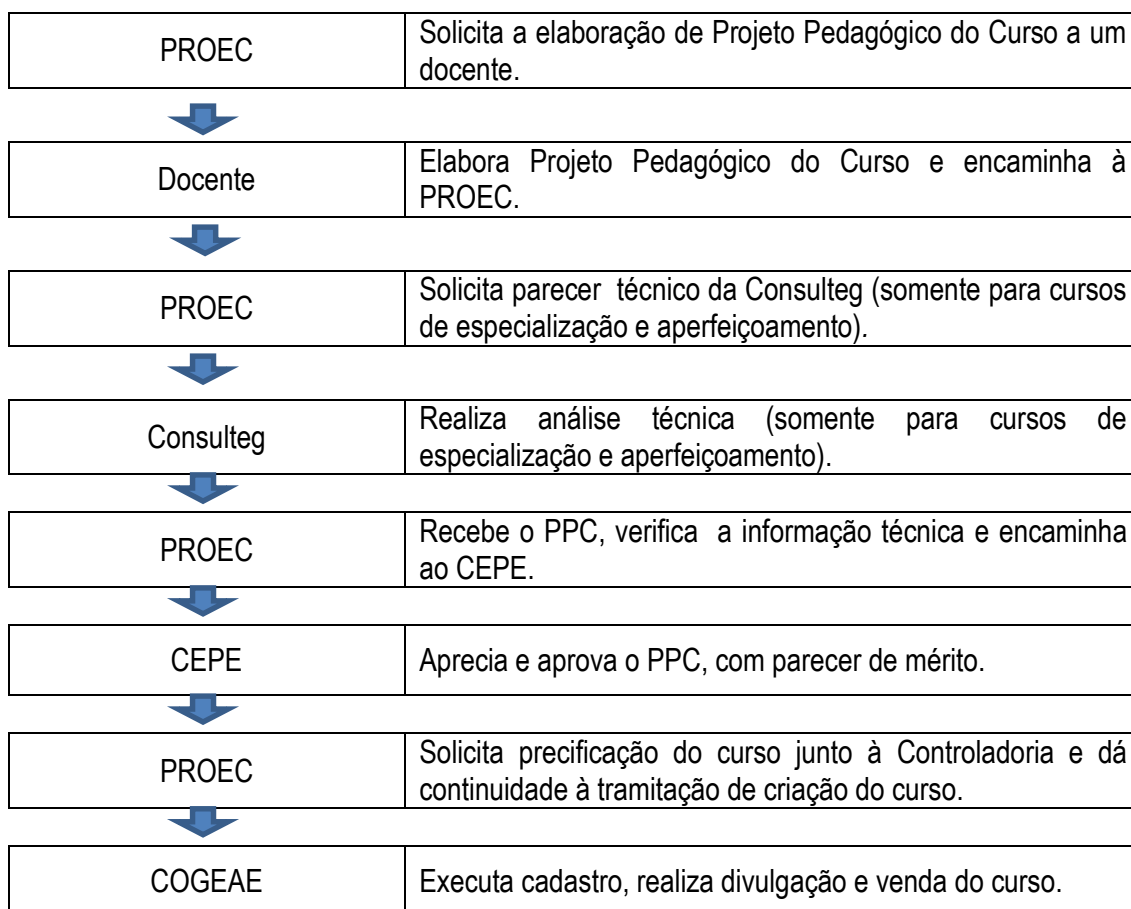 PROEC
Solicita a elaboração de Projeto Pedagógico do Curso a um
docente.
Docente
Elabora Projeto Pedagógico do Curso e encaminha à
PROEC.
PROEC
Solicita parecer técnico da Consulteg (somente para cursos
de especialização e aperfeiçoamento).
Consulteg
Realiza análise técnica (somente para cursos de
especialização e aperfeiçoamento).
PROEC
Recebe o PPC, verifica a informação técnica e encaminha
ao CEPE.
CEPE
Aprecia e aprova o PPC, com parecer de mérito.
PROEC
Solicita precificação do curso junto à Controladoria e dá
continuidade à tramitação de criação do curso.
COGEAE
Executa cadastro, realiza divulgação e venda do curso.